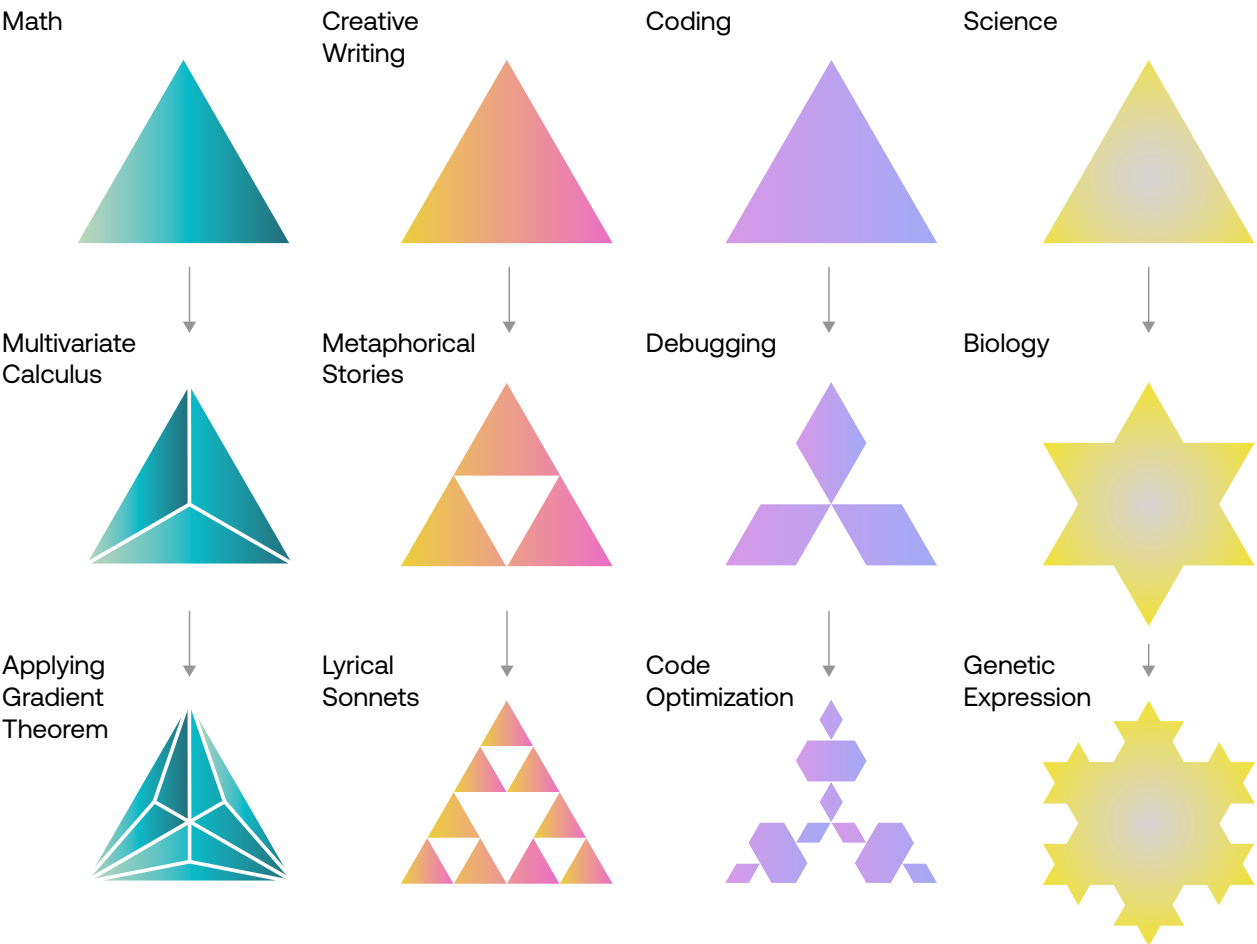 Math
Creative
Writing
Coding
Science
Multivariate
Calculus
Metaphorical
Stories
Debugging
Biology
Applying
Gradient
Theorem
Lyrical
Sonnets
Code
Optimization
Genetic
Expression